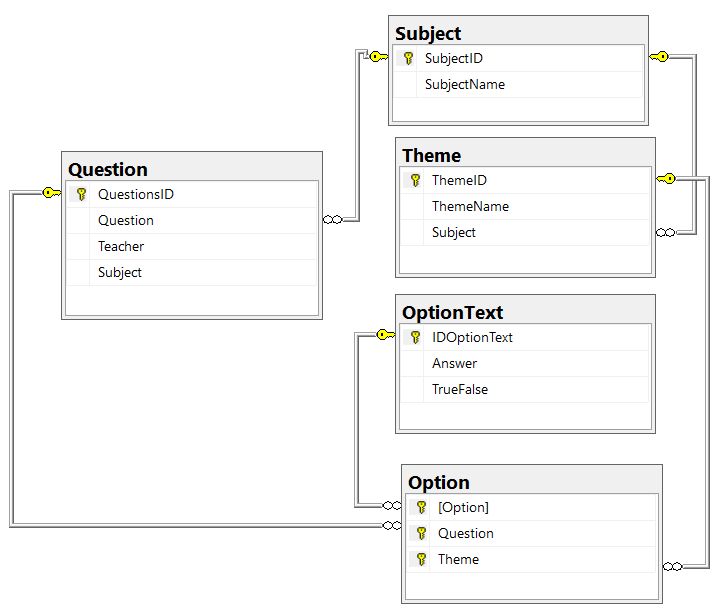 Subject
SubjectID
SubjectName
Theme
ThemeID
ThemeName
Subject
Question
QuestionsID
Question
Teacher
Subject
OptionText
IDOptionText
Answer
TrueFalse
Option
[Option]
Question
Theme